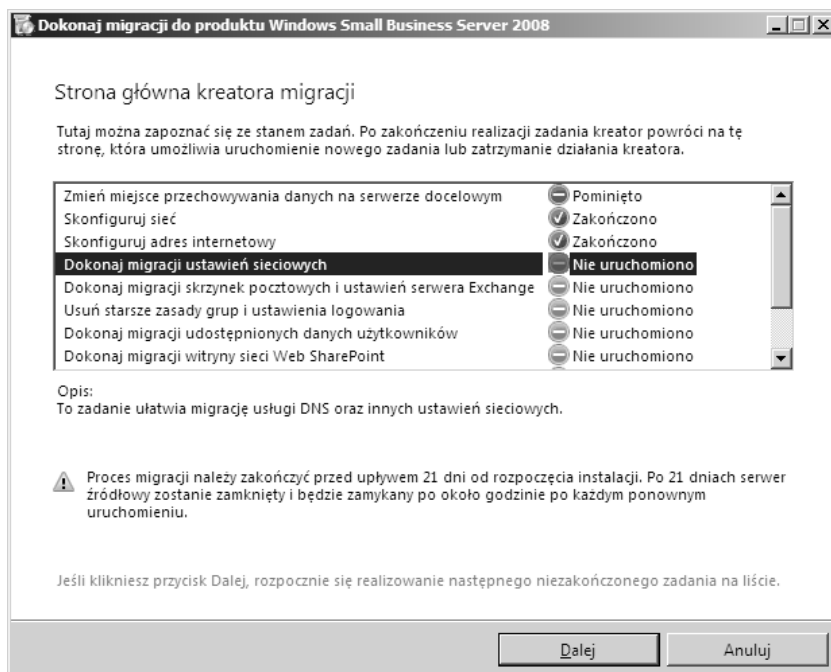 Dokonaj migracji do produktu Windows Small Business Server 2008
Strona główna kreatora migracji
Tutaj można zapoznać się ze stanem zadań. Po zakończeniu realizacji zadania kreator powróci na tę
stronę, która umożliwia uruchomienie nowego zadania lub zatrzymanie działania kreatora.
Zmień miejsce przechowywania danych na serwerze docelowym Pominięto
Skonfiguruj sieć Zakończono
Skonfiguruj adres internetowy Zakończono
Dokonaj migracji ustawień sieciowych Nie uruchomiono
Dokonaj migracji skrzynek pocztowych i ustawień serwera Exchange Nie uruchomiono
Usuń starsze zasady grup i ustawienia logowania Nie uruchomiono
Dokonaj migracji udostępnionych danych użytkowników Nie uruchomiono
Dokonaj migracji witryny sieci Web SharePoint Nie uruchomiono
Opis:
To zadanie ułatwia migrację usługi DNS oraz innych ustawień sieciowych.
Proces migracji należy zakończyć przed upływem 21 dni od rozpoczęcia instalacji. Po 21 dniach serwer
źródłowy zostanie zamknięty i będzie zamykany po około godzinie po każdym ponownym
uruchomieniu.
Jeśli klikniesz przycisk Dalej, rozpocznie się realizowanie następnego niezakończonego zadania na liście.
Dalej Anuluj